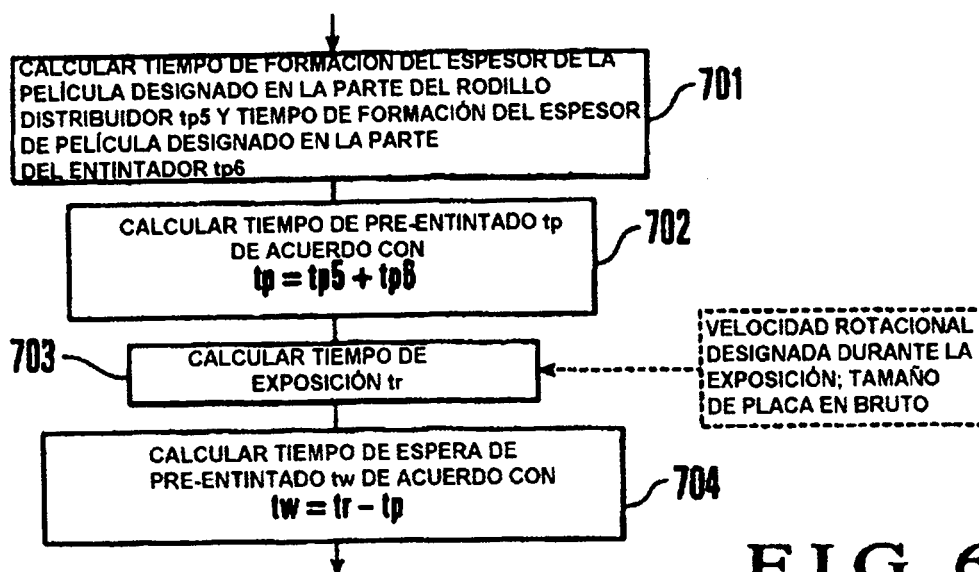 CALCULAR TIEMPO DE FORMACIÓN DEL ESPESOR DE LA
PELÍCULA DESIGNADO EN LA PARTE DEL RODILLO
DISTRIBUIDOR tp5 Y TIEMPO DE FORMACIÓN DEL ESPESOR
DE PELÍCULA DESIGNADO EN LA PARTE
DEL ENTINTADOR tp6
701
CALCULAR TIEMPO DE PRE-ENTINTADO tp
DE ACUERDO CON
tp = tp5 + tp6
702
703
CALCULAR TIEMPO DE
EXPOSICIÓN tr
VELOCIDAD ROTACIONAL
DESIGNADA DURANTE LA
EXPOSICIÓN; TAMAÑO
DE PLACA EN BRUTO
CALCULAR TIEMPO DE ESPERA DE
PRE-ENTINTADO tw DE ACUERDO CON
tw = tr – tp
704
FIG. 6